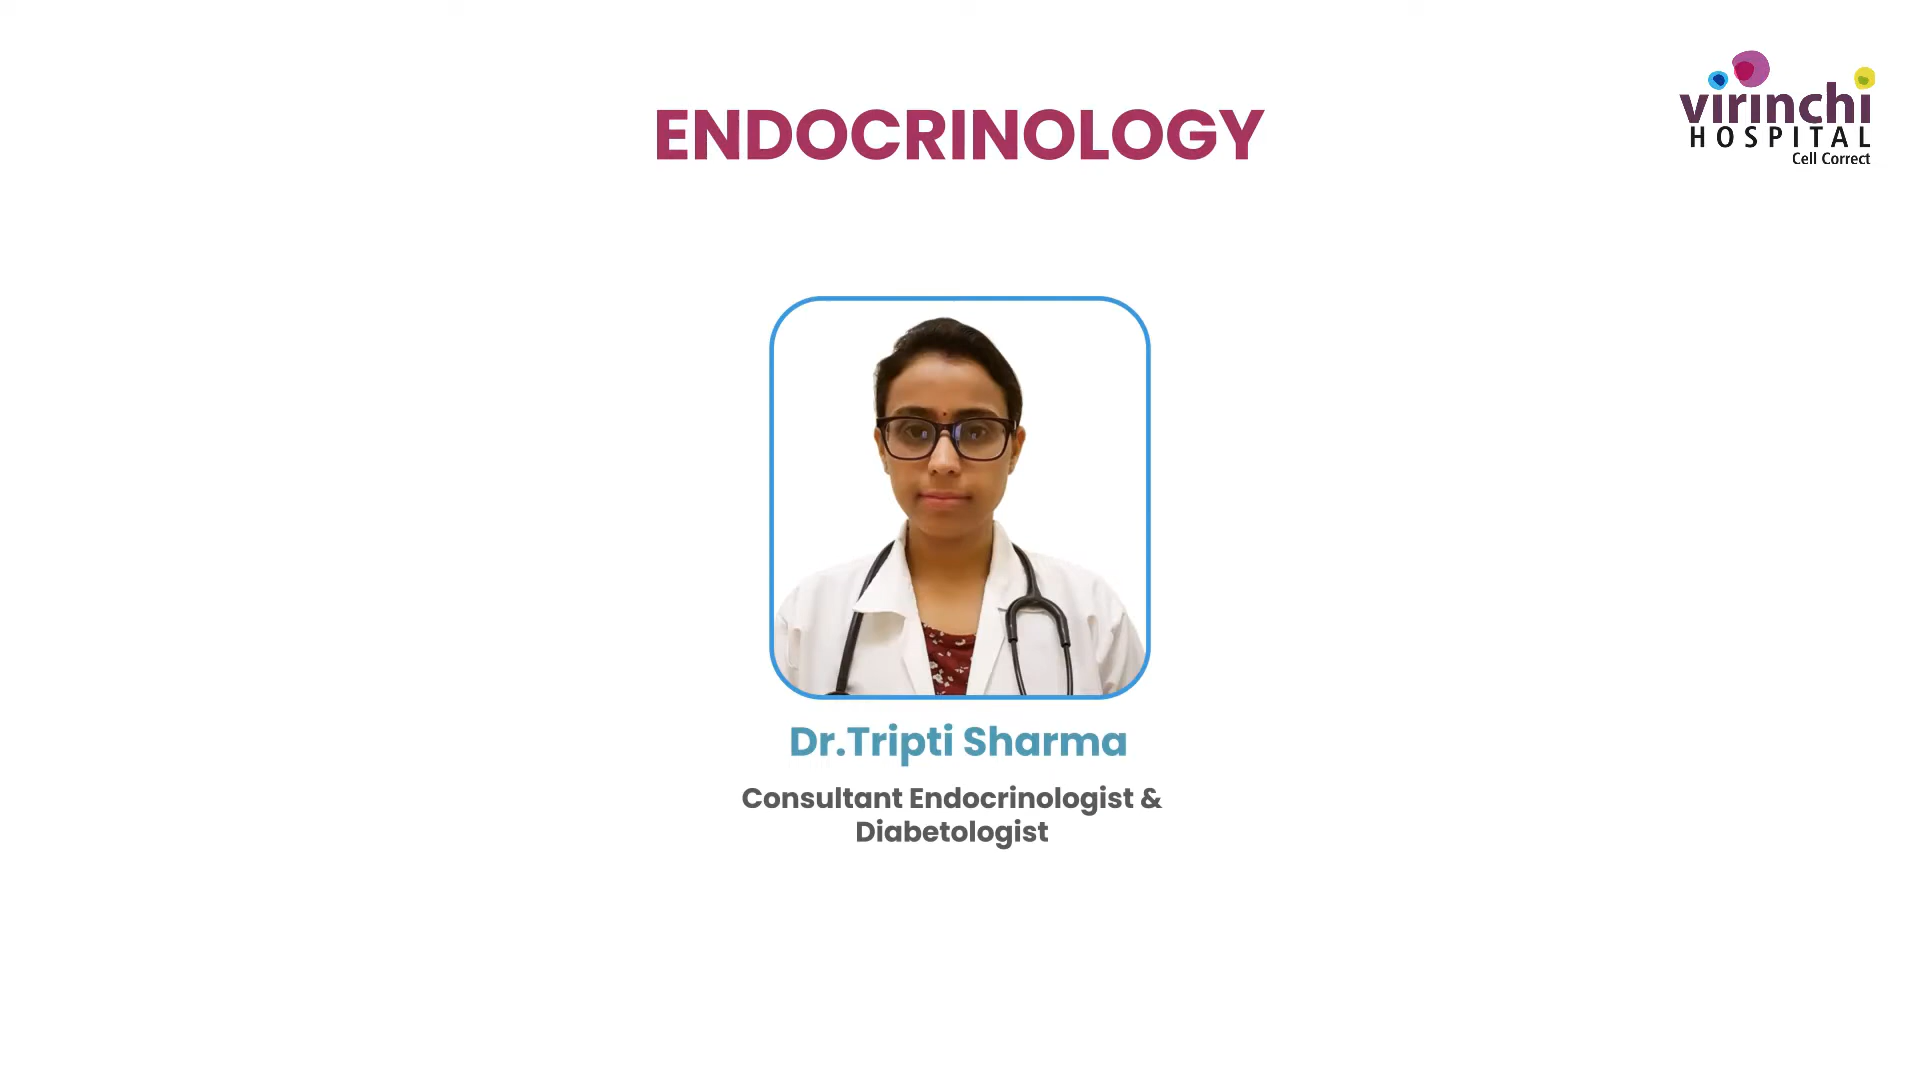 ENDOCRINOLOGY
virinchi
HOSPITAL
Cell Correct
Dr.Tripti Sharma
Consultant Endocrinologist &
Diabetologist